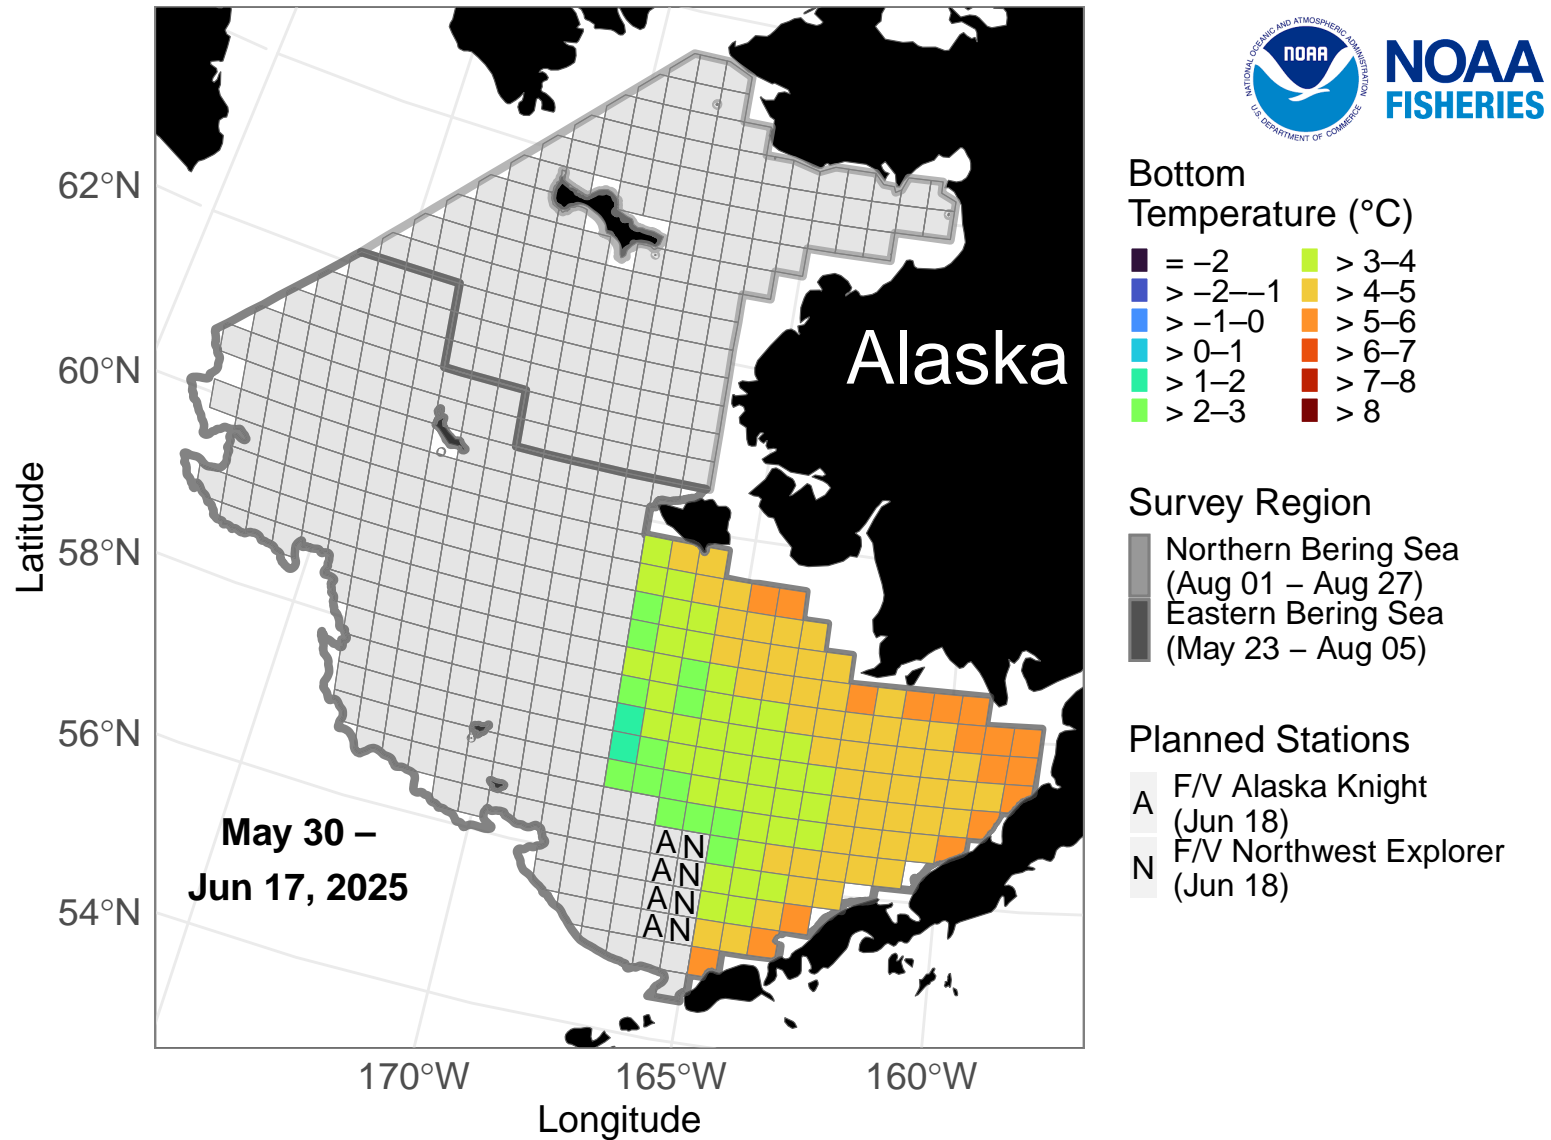 NATIONAL OCEANIC AND ATMOSPHERIC ADMINISTRATION
U.S. DEPARTMENT OF COMMERCE
NOAA
NOAA
FISHERIES
Bottom
Temperature (°C)
= −2
> −2–−1
> −1–0
> 0–1
> 1–2
> 2–3
> 3–4
> 4–5
> 5–6
> 6–7
> 7–8
> 8
Survey Region
Northern Bering Sea
(Aug 01 – Aug 27)
Eastern Bering Sea
(May 23 – Aug 05)
Planned Stations
A F/V Alaska Knight
(Jun 18)
N F/V Northwest Explorer
(Jun 18)
Alaska
A N
A N
A N
A N
May 30 –
Jun 17, 2025
Latitude
62°N
60°N
58°N
56°N
54°N
170°W 165°W 160°W
Longitude